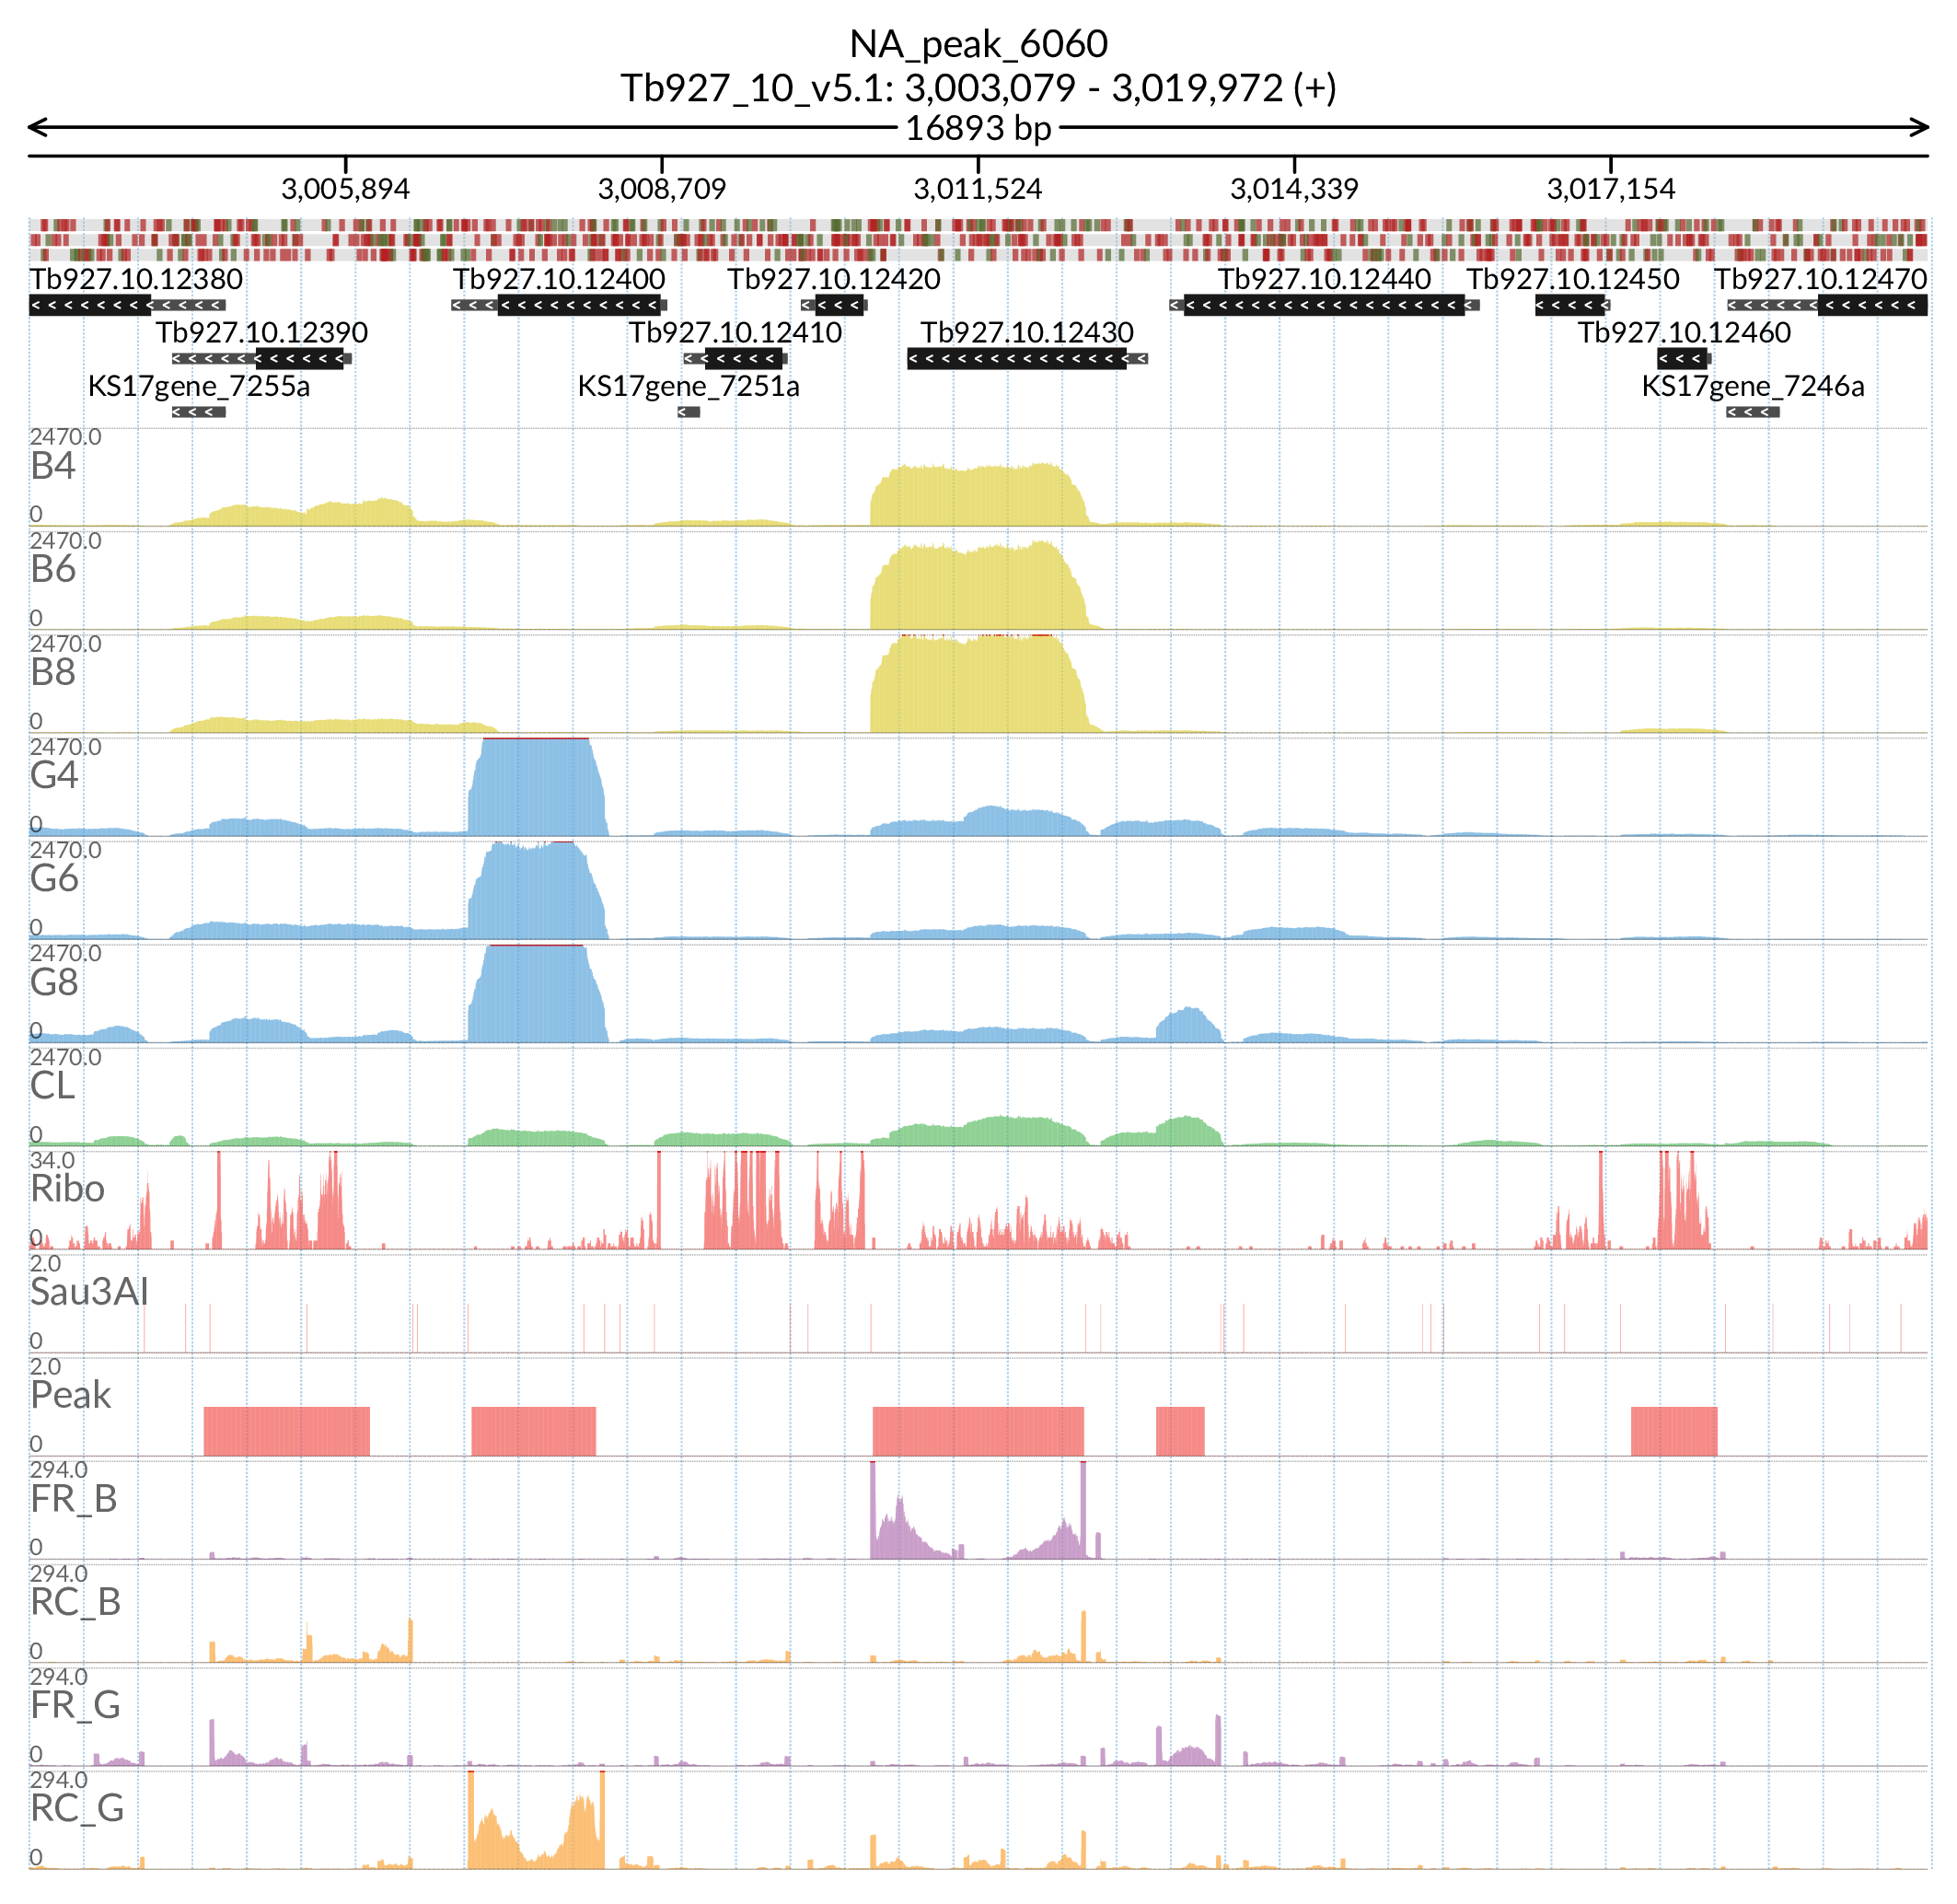 NA_peak_6060
Tb927_10_v5.1: 3,003,079 - 3,019,972 (+)
16893 bp
3,005,894 3,008,709 3,011,524 3,014,339 3,017,154
Tb927.10.12380 Tb927.10.12400 Tb927.10.12420 Tb927.10.12440 Tb927.10.12450 Tb927.10.12470
Tb927.10.12390 Tb927.10.12410 Tb927.10.12430 Tb927.10.12460
KS17gene_7255a KS17gene_7251a KS17gene_7246a
2470.0
B4
0
2470.0
B6
0
2470.0
B8
0
2470.0
G4
0
2470.0
G6
0
2470.0
G8
0
2470.0
CL
0
34.0
Ribo
0
2.0
Sau3AI
0
2.0
Peak
0
294.0
FR_B
0
294.0
RC_B
0
294.0
FR_G
0
294.0
RC_G
0